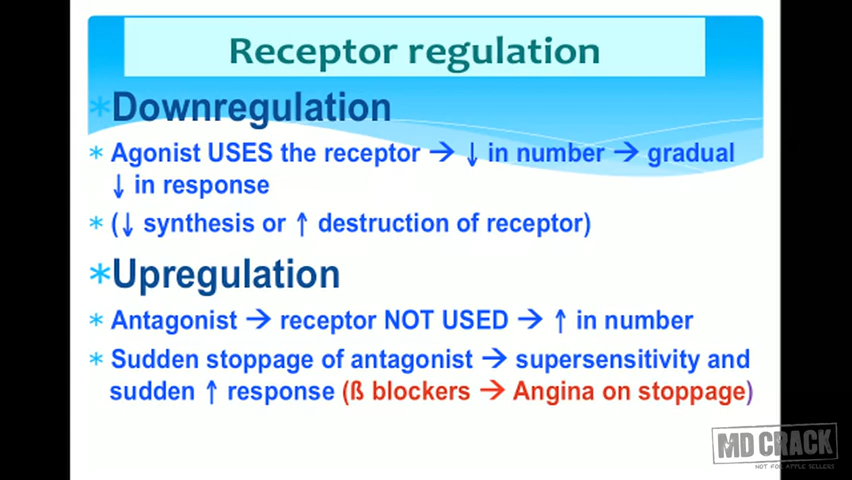 Receptor regulation
*Downregulation
* Agonist USES the receptor → ↓ in number → gradual
↓ in response
* (↓ synthesis or ↑ destruction of receptor)
*Upregulation
* Antagonist → receptor NOT USED → ↑ in number
* Sudden stoppage of antagonist → supersensitivity and
sudden ↑ response (ß blockers → Angina on stoppage)
MD CRACK
NOT FOR APPLE SELLERS